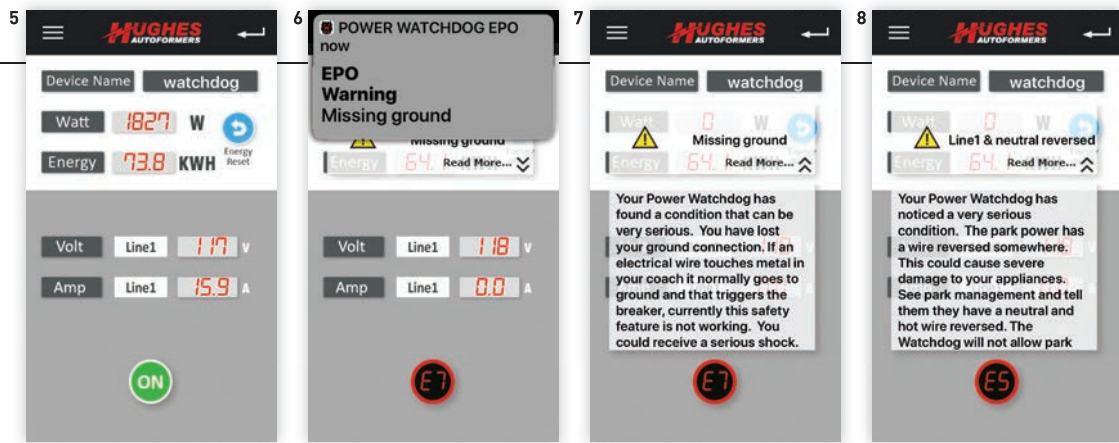 5
HUGHES
AUTOFORMERS
Device Name watchdog
Watt 1827 W
Energy 73.8 KWH
Energy
Reset
Volt Line1 117 V
Amp Line1 15.9 A
ON
6
POWER WATCHDOG EPO
now
EPO
Warning
Missing ground
Missing ground
Energy 64. Read More...
Volt Line1 118 V
Amp Line1 0.0 A
E7
7
HUGHES
AUTOFORMERS
Device Name watchdog
Watt 0 W
Missing ground
Energy 64. Read More...
Your Power Watchdog has
found a condition that can be
very serious. You have lost
your ground connection. If an
electrical wire touches metal in
your coach it normally goes to
ground and that triggers the
breaker, currently this safety
feature is not working. You
could receive a serious shock.
E7
8
HUGHES
AUTOFORMERS
Device Name watchdog
Watt 0 W
Line1 & neutral reversed
Energy 64. Read More...
Your Power Watchdog has
noticed a very serious
condition. The park power has
a wire reversed somewhere.
This could cause severe
damage to your appliances.
See park management and tell
them they have a neutral and
hot wire reversed. The
Watchdog will not allow park
E5